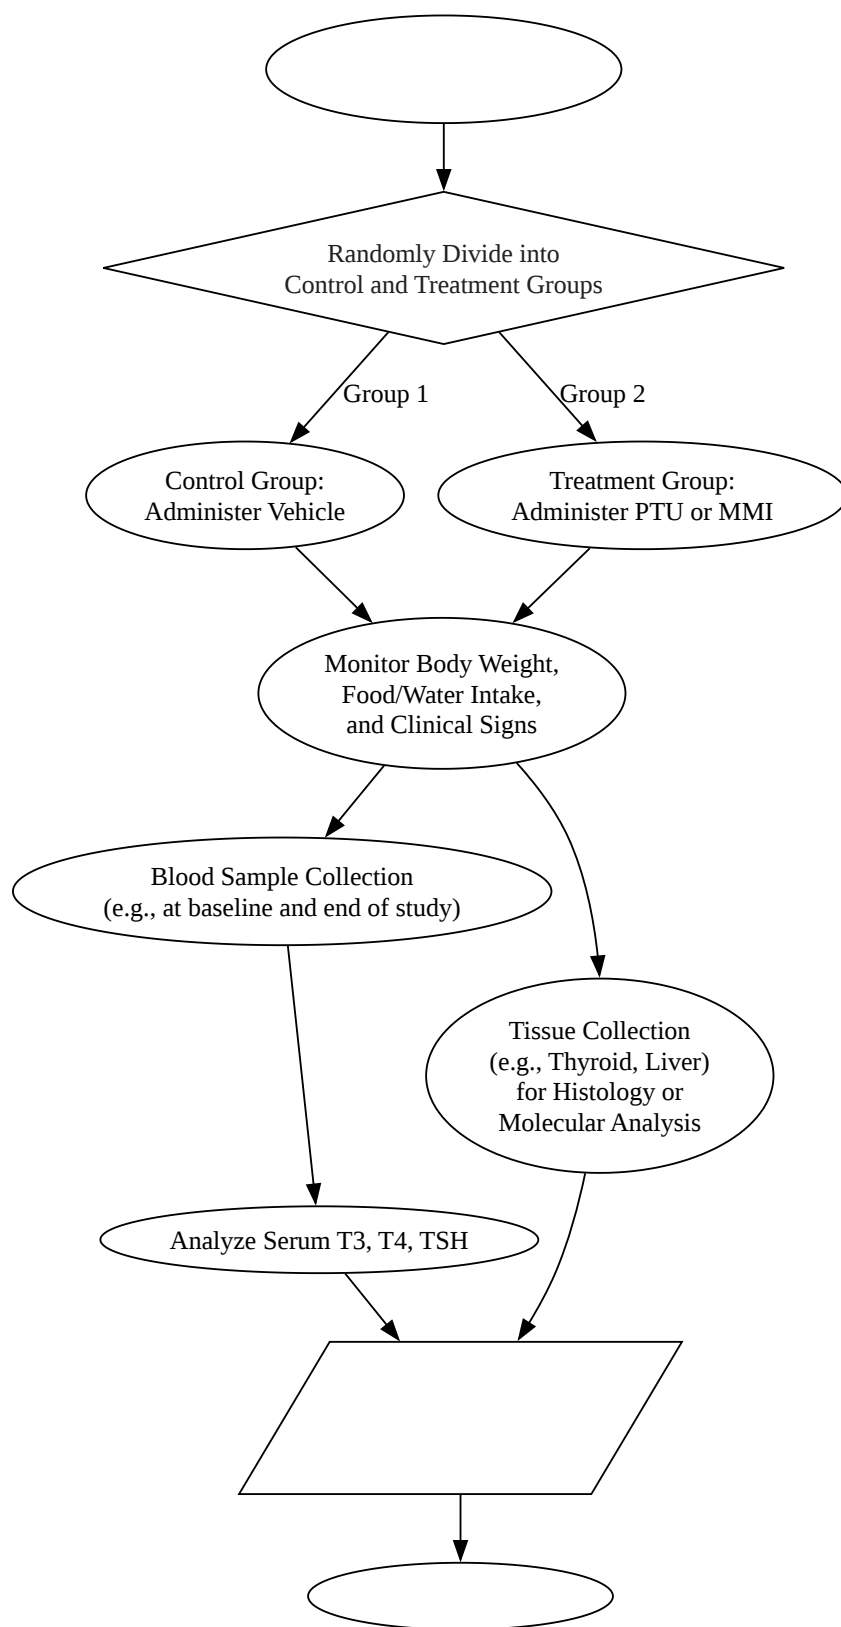 Randomly Divide into
Control and Treatment Groups
Group 1
Group 2
Control Group:
Administer Vehicle
Treatment Group:
Administer PTU or MMI
Monitor Body Weight,
Food/Water Intake,
and Clinical Signs
Blood Sample Collection
(e.g., at baseline and end of study)
Tissue Collection
(e.g., Thyroid, Liver)
for Histology or
Molecular Analysis
Analyze Serum T3, T4, TSH